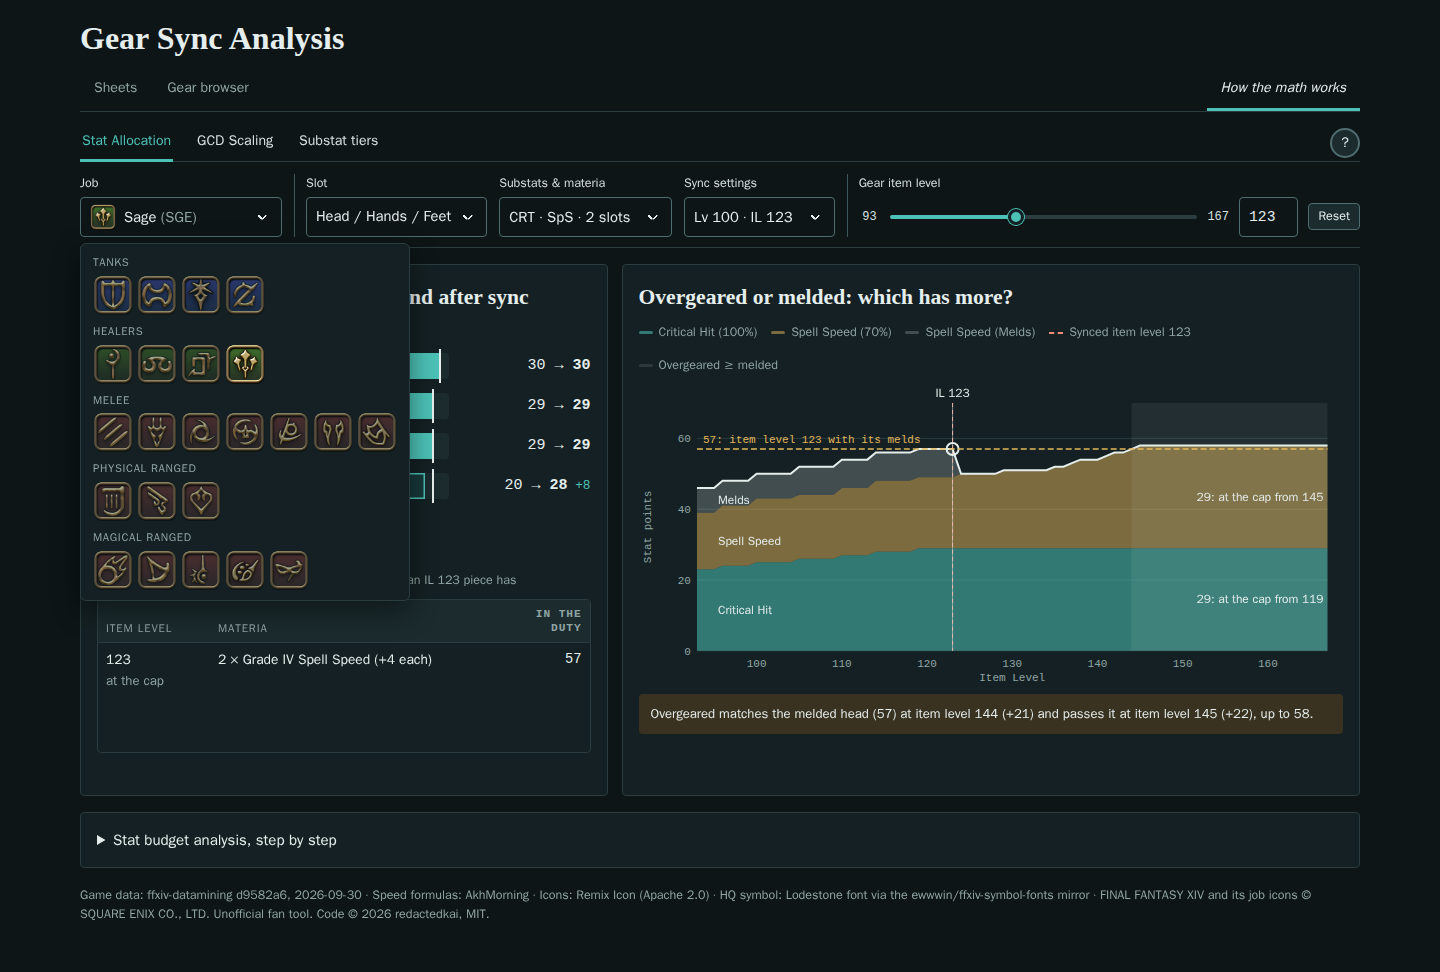 Gear Sync Analysis
Sheets
Gear browser
How the math works
Stat Allocation
GCD Scaling
Substat tiers
?
Job
Slot
Substats & materia
Sync settings
Gear item level
Sage (SGE)
Head / Hands / Feet
CRT · SpS · 2 slots
Lv 100 · IL 123
93
167
123
Reset
TANKS
HEALERS
MELEE
PHYSICAL RANGED
MAGICAL RANGED
nd after sync
30 → 30
29 → 29
29 → 29
20 → 28 +8
an IL 123 piece has
ITEM LEVEL
MATERIA
IN THE
DUTY
123
2 × Grade IV Spell Speed (+4 each)
57
at the cap
Overgeared or melded: which has more?
Critical Hit (100%)
Spell Speed (70%)
Spell Speed (Melds)
Synced item level 123
Overgeared ≥ melded
IL 123
57: item level 123 with its melds
Melds
Spell Speed
Critical Hit
29: at the cap from 145
29: at the cap from 119
Stat points
60
40
20
0
100
110
120
130
140
150
160
Item Level
Overgeared matches the melded head (57) at item level 144 (+21) and passes it at item level 145 (+22), up to 58.
Stat budget analysis, step by step
Game data: ffxiv-datamining d9582a6, 2026-09-30 · Speed formulas: AkhMorning · Icons: Remix Icon (Apache 2.0) · HQ symbol: Lodestone font via the ewwwin/ffxiv-symbol-fonts mirror · FINAL FANTASY XIV and its job icons ©
SQUARE ENIX CO., LTD. Unofficial fan tool. Code © 2026 redactedkai, MIT.